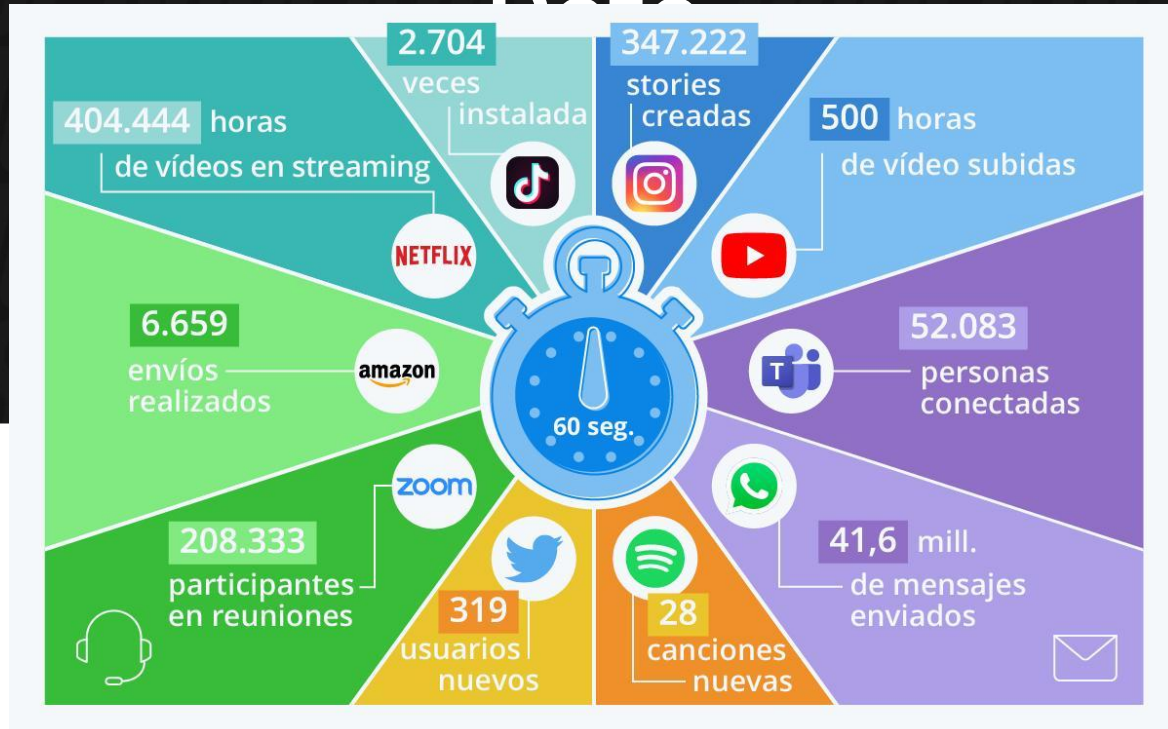 2.704
veces
instalada
347.222
stories
creadas
404.444 horas
de vídeos en streaming
NETFLIX
500 horas
de vídeo subidas
6.659
envíos
realizados
amazon
60 seg.
T
52.083
personas
conectadas
zoom
208.333
participantes
en reuniones
319
usuarios
nuevos
28
canciones
nuevas
41,6 mill.
de mensajes
enviados